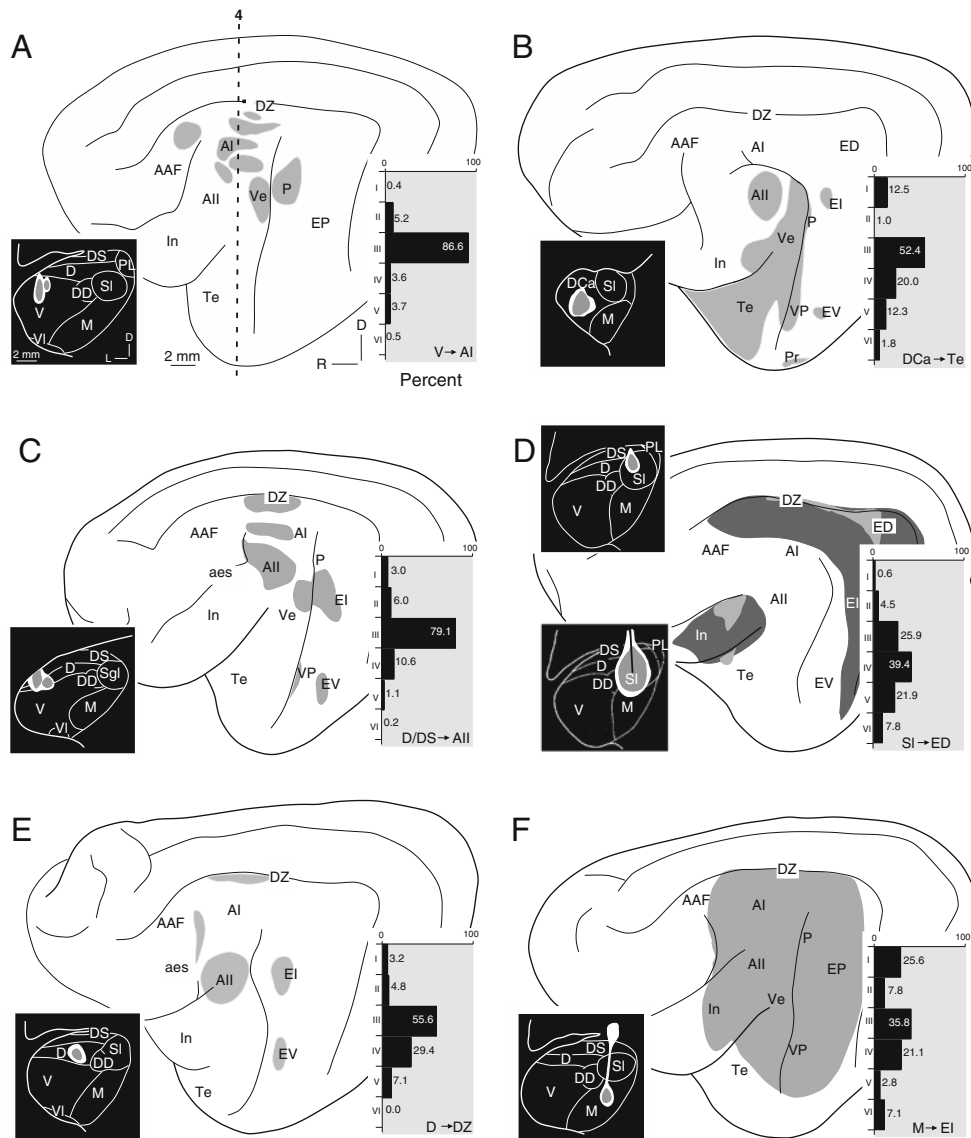 4
A
DZ
AAF
AI
AII
Ve
P
EP
In
Te
DS
PL
D
DD
Sl
V
M
VI
2 mm
L
D
2 mm
R
D
0 100
I 0.4
II 5.2
III 86.6
IV 3.6
V 3.7
VI 0.5
V → AI
Percent
B
DZ
AAF
AI
ED
AII
EI
P
Ve
In
Te
VP
EV
Pr
DCa
Sl
M
0 100
I 12.5
II 1.0
III 52.4
IV 20.0
V 12.3
VI 1.8
DCa → Te
C
DZ
AAF
AI
P
aes
AII
EI
In
Ve
Te
VP
EV
DS
D
DD
Sgl
V
M
VI
0 100
I 3.0
II 6.0
III 79.1
IV 10.6
V 1.1
VI 0.2
D/DS → AII
D
DS
PL
D
DD
Sl
V
M
DZ
ED
AAF
AI
AII
EI
In
Te
EV
DS
PL
D
DD
Sl
M
V
0 100
I 0.6
II 4.5
III 25.9
IV 39.4
V 21.9
VI 7.8
Sl → ED
E
DZ
AAF
AI
aes
AII
EI
In
EV
Te
DS
D
Sl
DD
V
M
VI
0 100
I 3.2
II 4.8
III 55.6
IV 29.4
V 7.1
VI 0.0
D → DZ
F
DZ
AAF
AI
P
AII
EP
In
Ve
VP
Te
DS
D
Sl
DD
V
M
0 100
I 25.6
II 7.8
III 35.8
IV 21.1
V 2.8
VI 7.1
M → EI